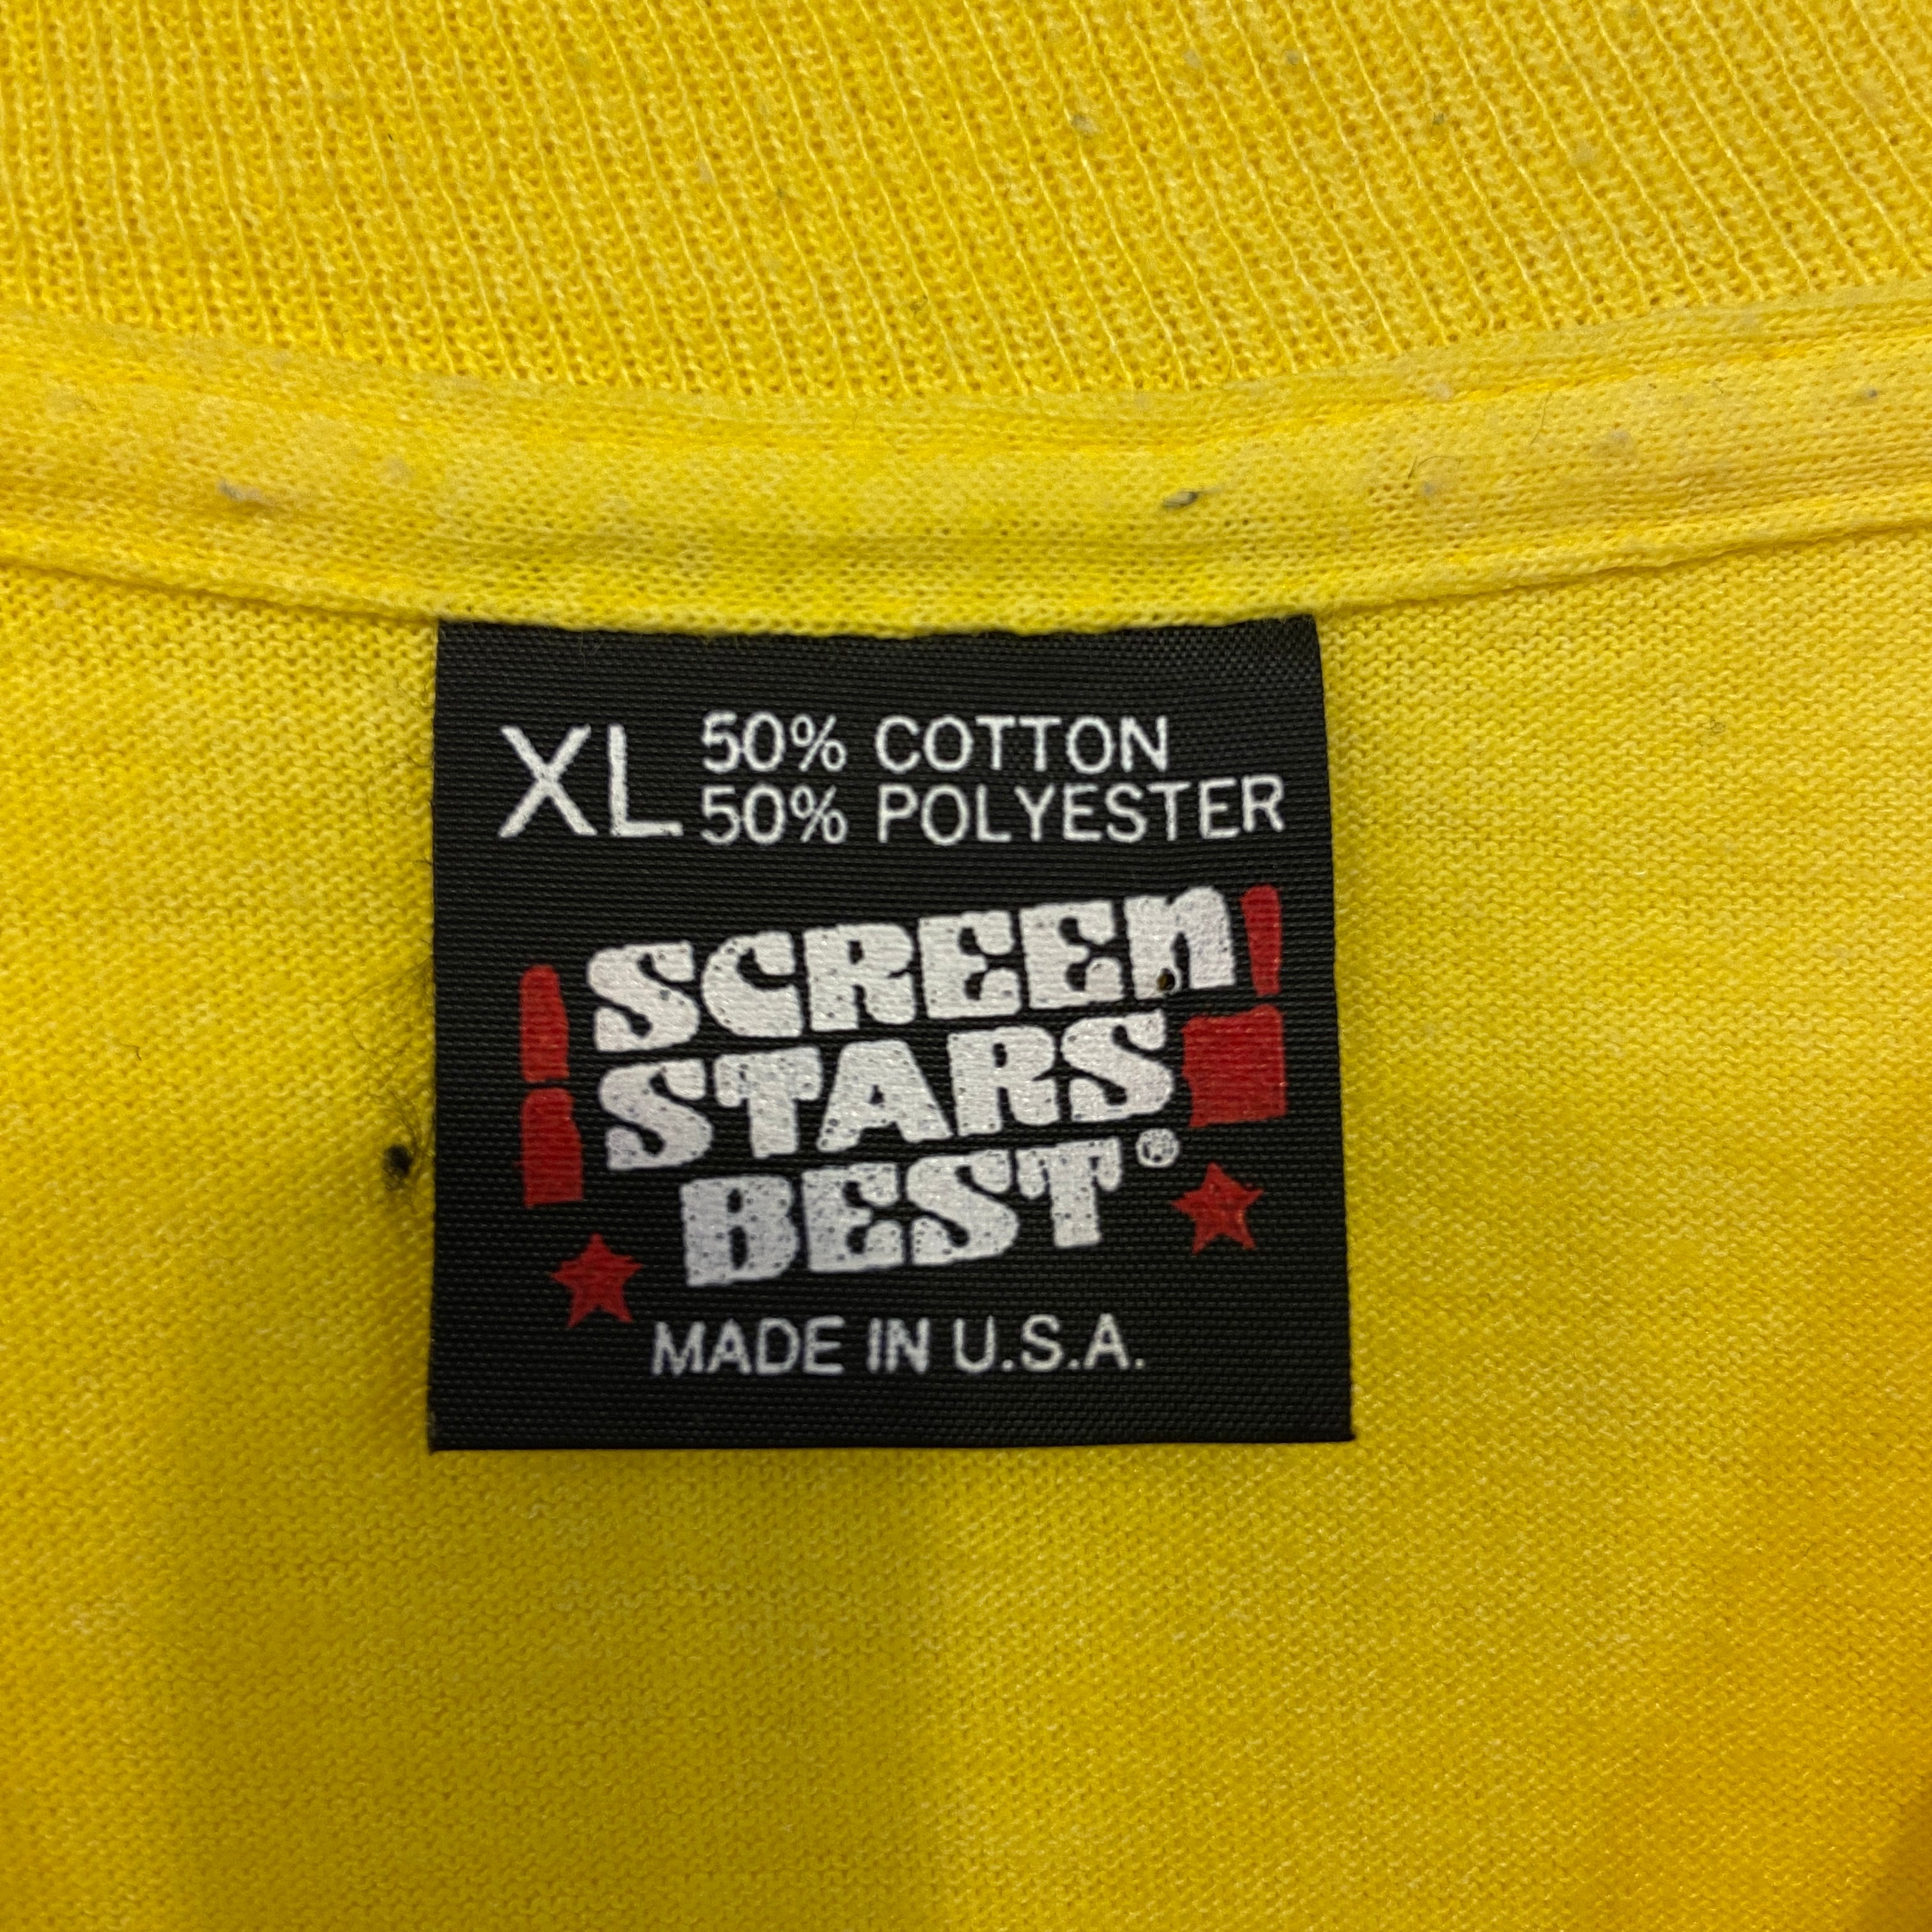 XL 50% COTTON
50% POLYESTER
SCREEN
STARS
BEST®
MADE IN U.S.A.